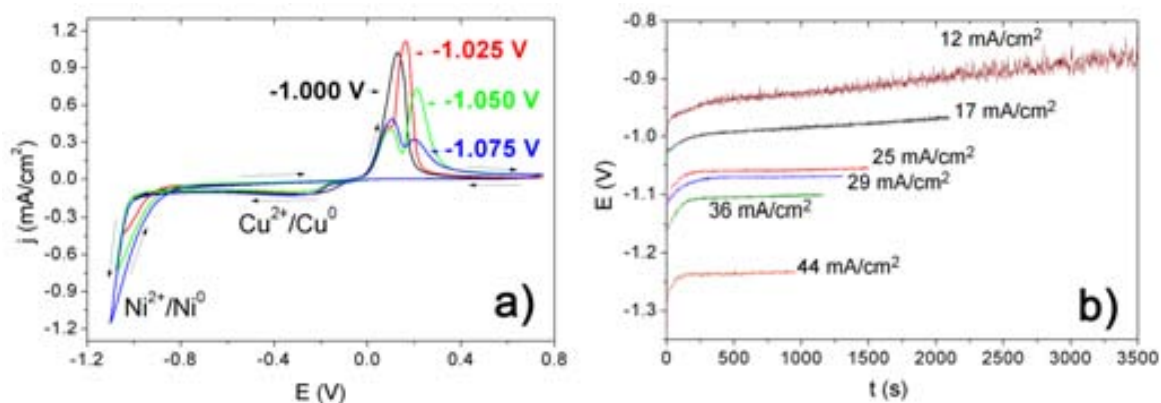 1.2
0.9
0.6
0.3
0.0
-0.3
-0.6
-0.9
-1.2
j (mA/cm²)
-1.2
-0.8
-0.4
0.0
0.4
0.8
E (V)
-1.000 V
-1.025 V
-1.050 V
-1.075 V
Cu²⁺/Cu⁰
Ni²⁺/Ni⁰
a)
-0.8
-0.9
-1.0
-1.1
-1.2
-1.3
E (V)
0
500
1000
1500
2000
2500
3000
3500
t (s)
12 mA/cm²
17 mA/cm²
25 mA/cm²
29 mA/cm²
36 mA/cm²
44 mA/cm²
b)